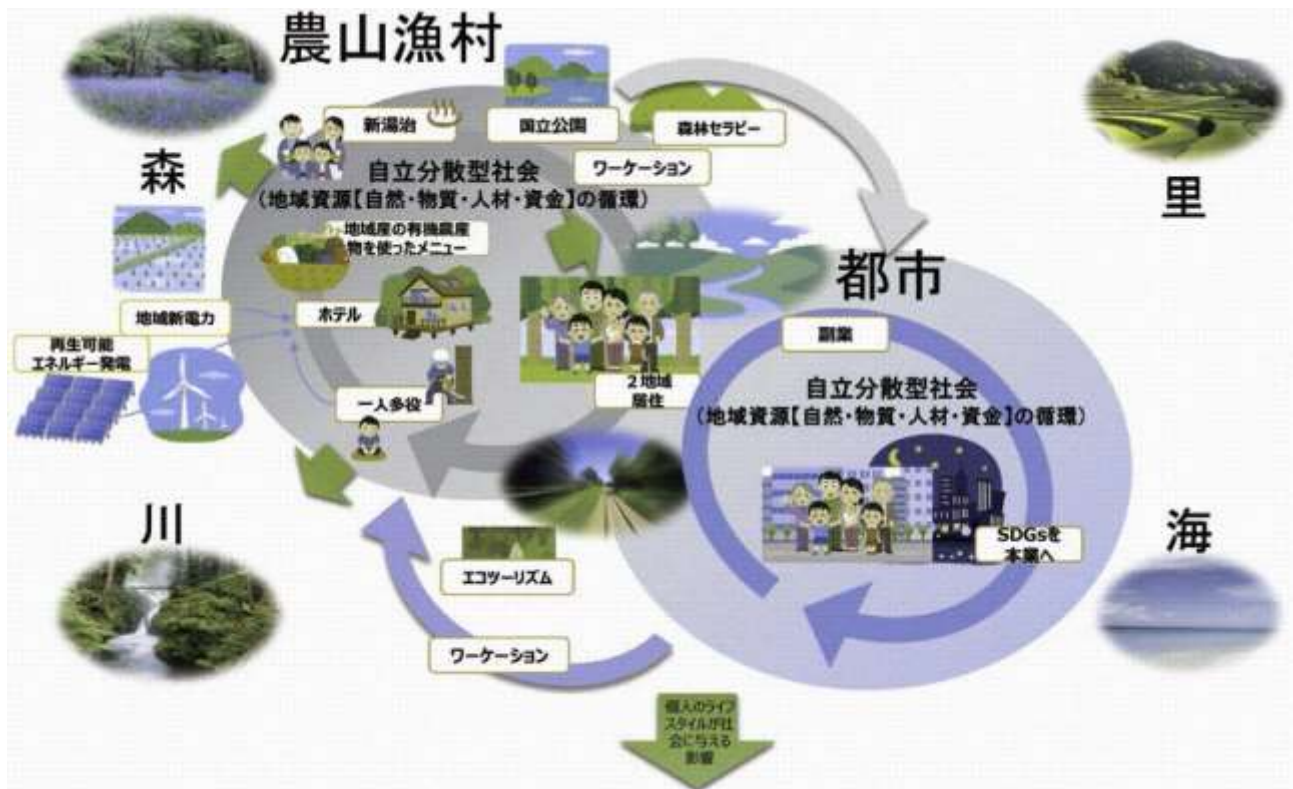 農山漁村
新湯治
国立公園
森林セラピー
ワーケーション
森
里
自立分散型社会
(地域資源【自然・物質・人材・資金】の循環)
地域産の有機農産
物を使ったメニュー
都市
地域新電力
ホテル
再生可能
エネルギー発電
一人多役
2地域
居住
副業
自立分散型社会
(地域資源【自然・物質・人材・資金】の循環)
川
海
SDGsを
本業へ
エコツーリズム
ワーケーション
個人のライフ
スタイルが社
会に与える
影響